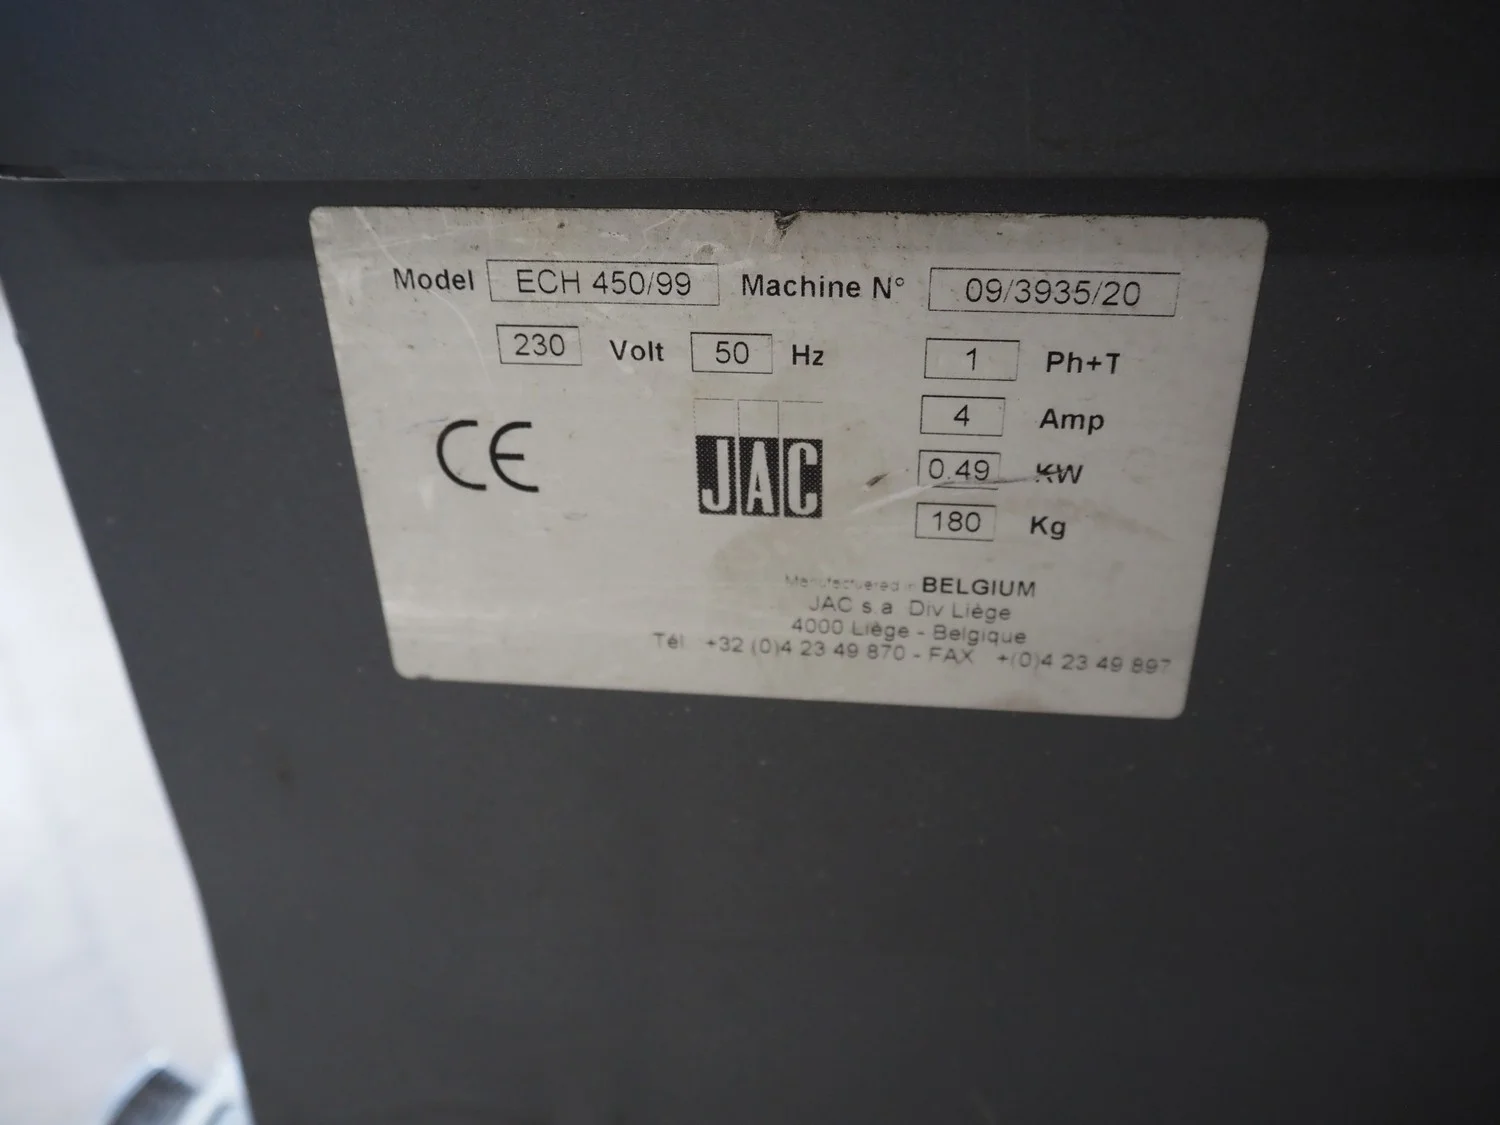 Model ECH 450/99 Machine N° 09/3935/20
230 Volt 50 Hz 1 Ph+T
4 Amp
0.49 KW
180 Kg
CE
JAC
Manufactvered in BELGIUM
JAC s.a Div Liège
4000 Liège - Belgique
Tél +32 (0)4 23 49 870 - FAX +(0)4 23 49 897